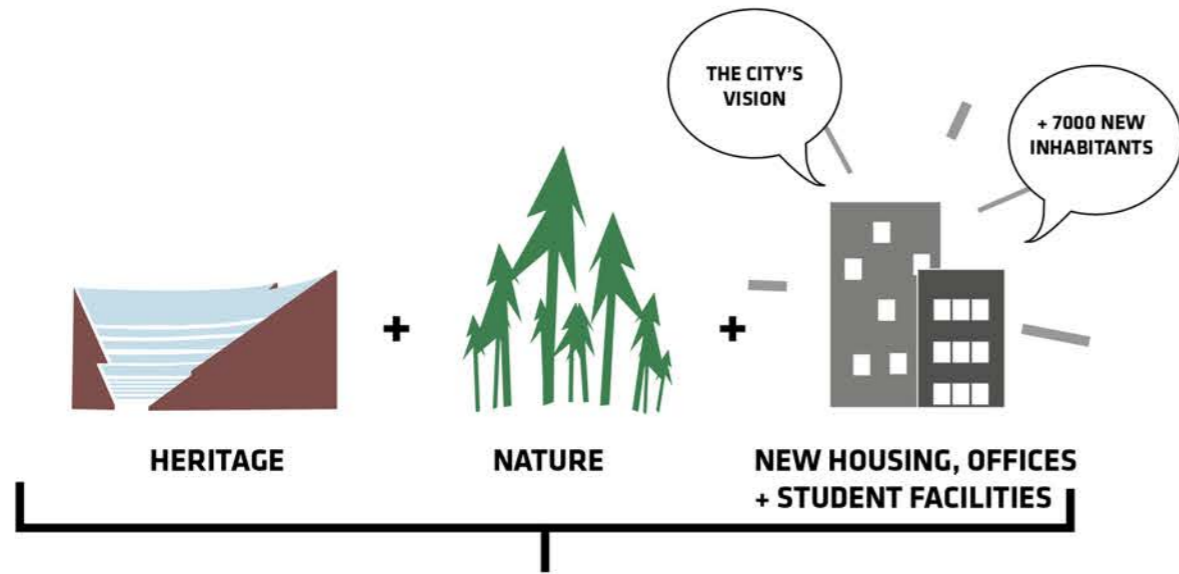 THE CITY'S
VISION
+ 7000 NEW
INHABITANTS
+
+
HERITAGE
NATURE
NEW HOUSING, OFFICES
+ STUDENT FACILITIES